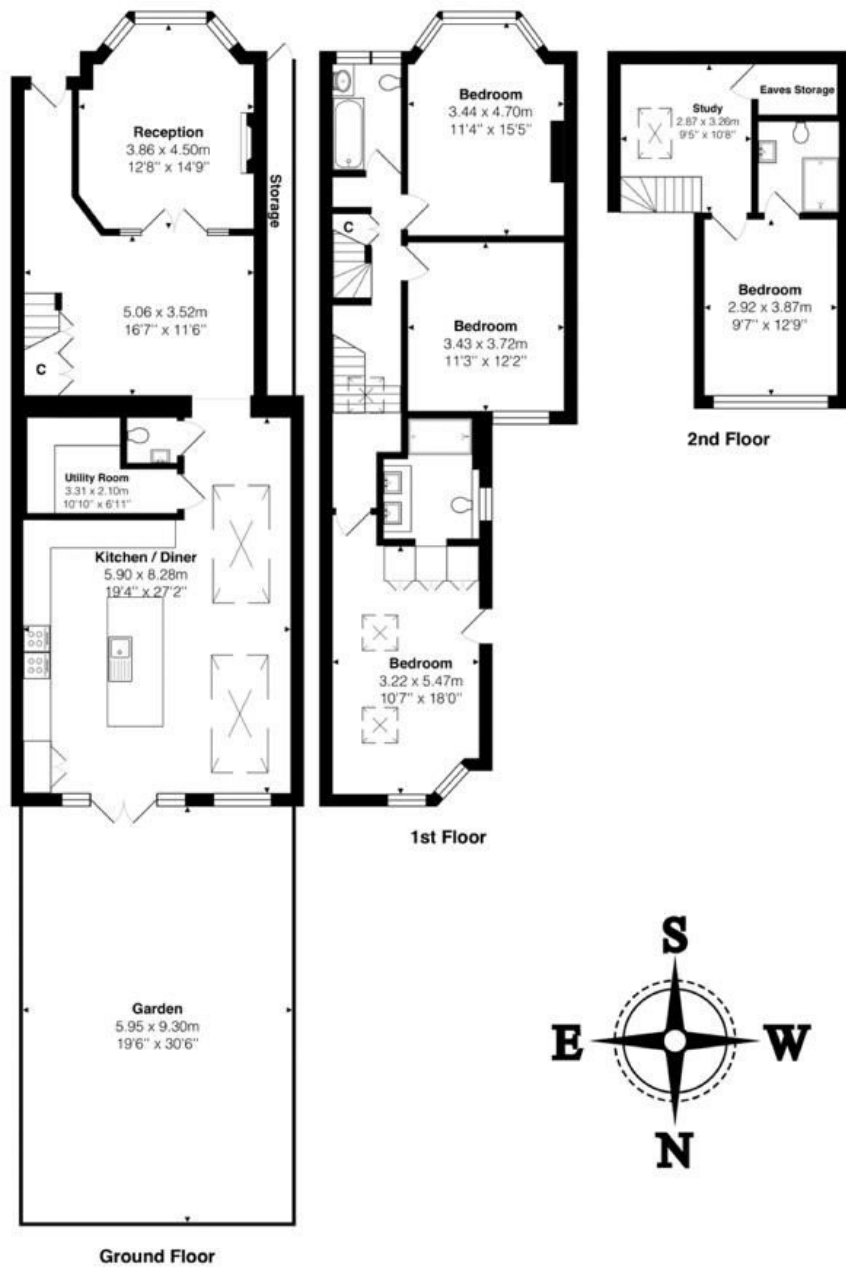 Reception
3.86 x 4.50m
12'8" x 14'9"
Storage
5.06 x 3.52m
16'7" x 11'6"
C
Utility Room
3.31 x 2.10m
10'10" x 6'11"
Kitchen / Diner
5.90 x 8.28m
19'4" x 27'2"
Garden
5.95 x 9.30m
19'6" x 30'6"
Ground Floor
Bedroom
3.44 x 4.70m
11'4" x 15'5"
C
Bedroom
3.43 x 3.72m
11'3" x 12'2"
Bedroom
3.22 x 5.47m
10'7" x 18'0"
1st Floor
Eaves Storage
Study
2.87 x 3.26m
9'5" x 10'8"
Bedroom
2.92 x 3.87m
9'7" x 12'9"
2nd Floor
S
E
W
N